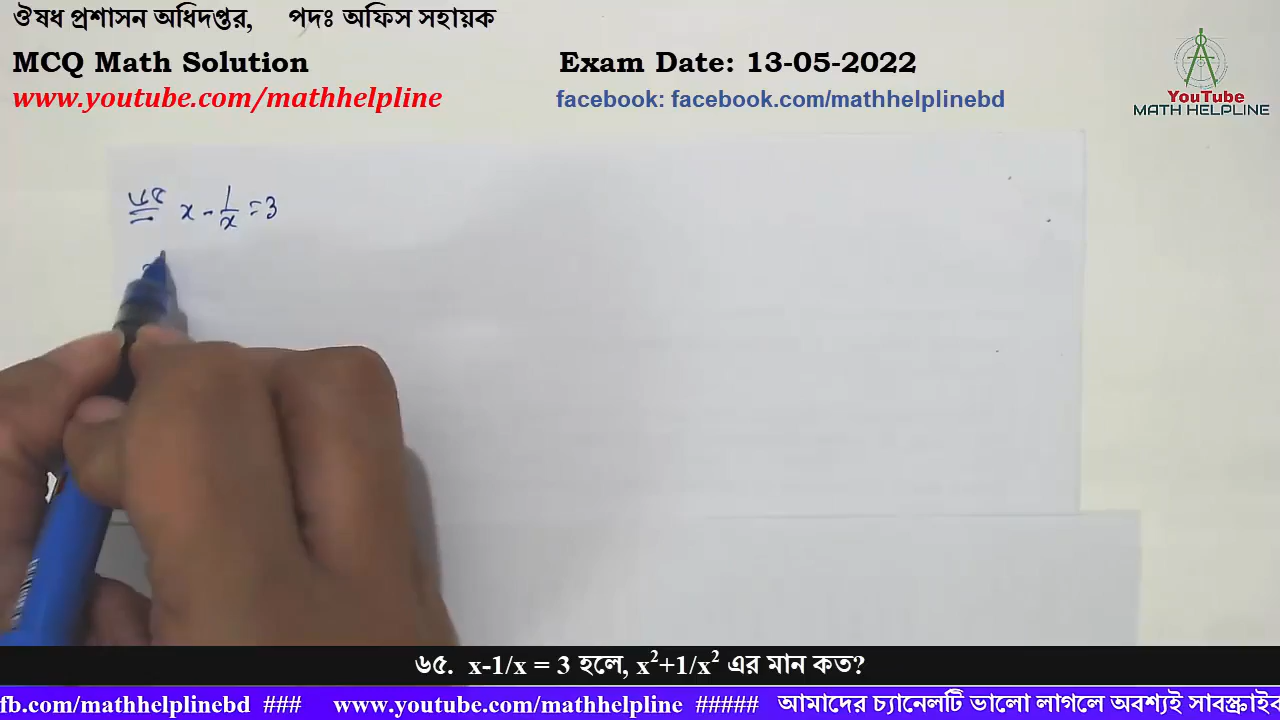 ঔষধ প্রশাসন অধিদপ্তর, পদঃ অফিস সহায়ক
MCQ Math Solution Exam Date: 13-05-2022
www.youtube.com/mathhelpline facebook: facebook.com/mathhelplinebd
YouTube
MATH HELPLINE
৬৫ x - 1/x = 3
৬৫. x-1/x = 3 হলে, x²+1/x² এর মান কত?
fb.com/mathhelplinebd ### www.youtube.com/mathhelpline ##### আমাদের চ্যানেলটি ভালো লাগলে অবশ্যই সাবস্ক্রাইব